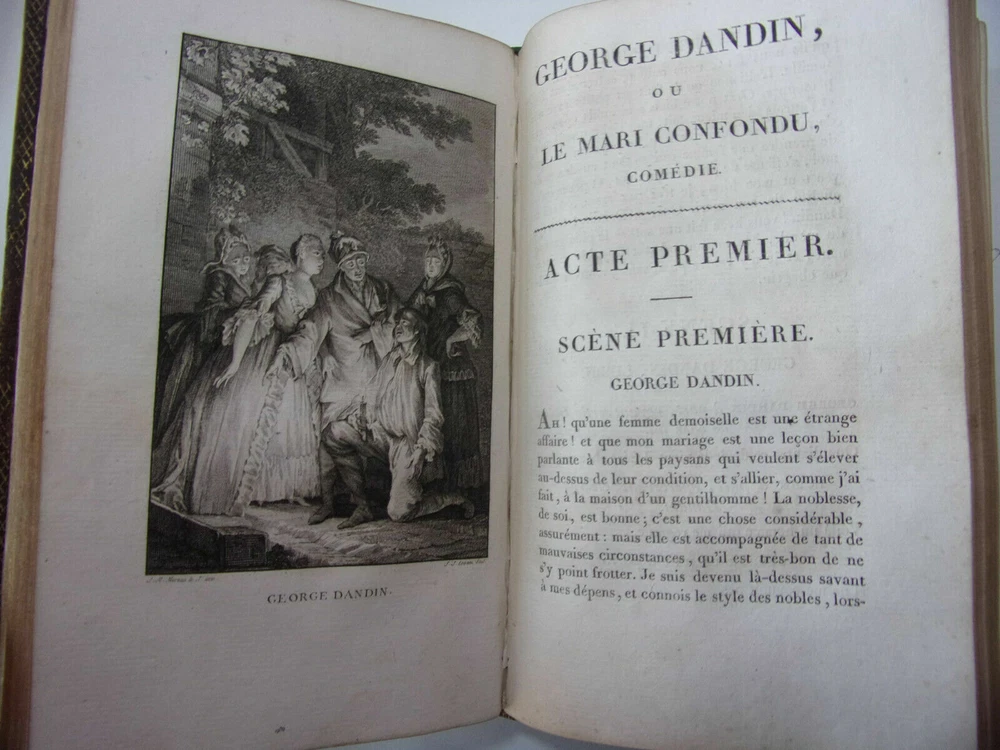 GEORGE DANDIN.
GEORGE DANDIN,
OU
LE MARI CONFONDU,
COMÉDIE.
ACTE PREMIER.
SCÈNE PREMIÈRE.
GEORGE DANDIN.
AH! qu'une femme demoiselle est une étrange
affaire! et que mon mariage est une leçon bien
parlante à tous les paysans qui veulent s'élever
au-dessus de leur condition, et s'allier, comme j'ai
fait, à la maison d'un gentilhomme! La noblesse,
de soi, est bonne; c'est une chose considérable,
assurément: mais elle est accompagnée de tant de
mauvaises circonstances, qu'il est très-bon de ne
s'y point frotter. Je suis devenu là-dessus savant
à mes dépens, et connois le style des nobles, lors-